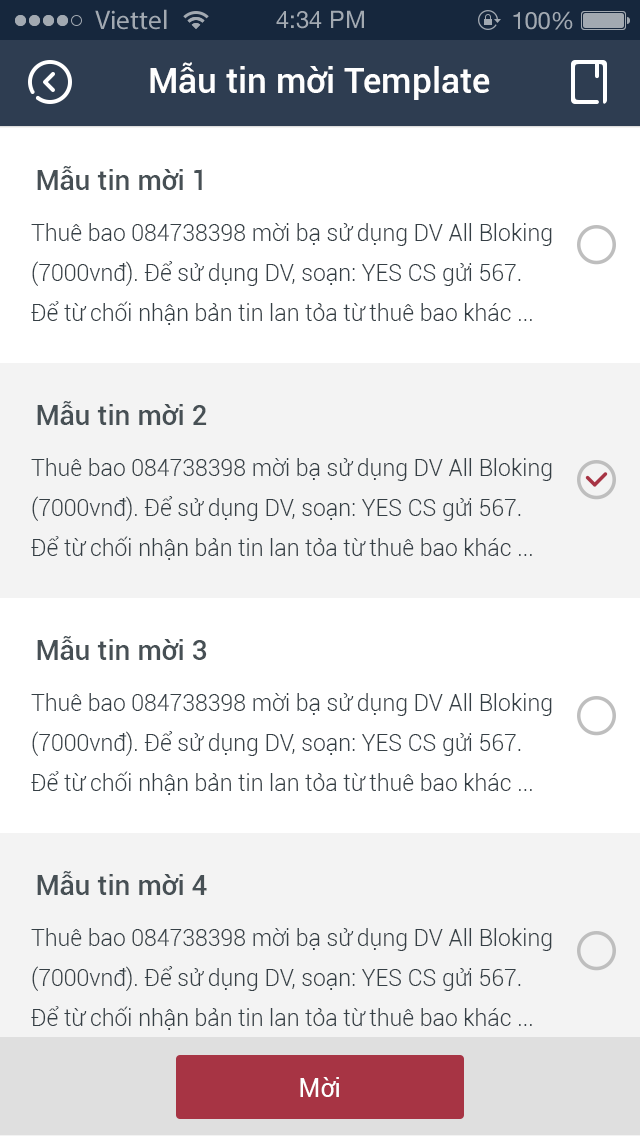 Viettel 4:34 PM 100%
Mẫu tin mời Template
Mẫu tin mời 1
Thuê bao 084738398 mời bạ sử dụng DV All Bloking
(7000vnđ). Để sử dụng DV, soạn: YES CS gửi 567.
Để từ chối nhận bản tin lan tỏa từ thuê bao khác ...
Mẫu tin mời 2
Thuê bao 084738398 mời bạ sử dụng DV All Bloking
(7000vnđ). Để sử dụng DV, soạn: YES CS gửi 567.
Để từ chối nhận bản tin lan tỏa từ thuê bao khác ...
Mẫu tin mời 3
Thuê bao 084738398 mời bạ sử dụng DV All Bloking
(7000vnđ). Để sử dụng DV, soạn: YES CS gửi 567.
Để từ chối nhận bản tin lan tỏa từ thuê bao khác ...
Mẫu tin mời 4
Thuê bao 084738398 mời bạ sử dụng DV All Bloking
(7000vnđ). Để sử dụng DV, soạn: YES CS gửi 567.
Để từ chối nhận bản tin lan tỏa từ thuê bao khác ...
Mời